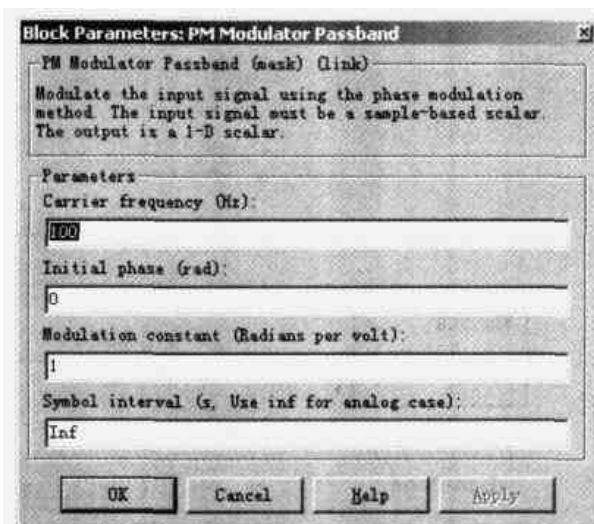 Block Parameters: PM Modulator Passband
PM Modulator Passband (mask) (link)
Modulate the input signal using the phase modulation
method. The input signal must be a sample-based scalar.
The output is a 1-D scalar.
Parameters
Carrier frequency (Hz):
100
Initial phase (rad):
0
Modulation constant (Radians per volt):
1
Symbol interval (s, Use inf for analog case):
Inf
OK Cancel Help Apply